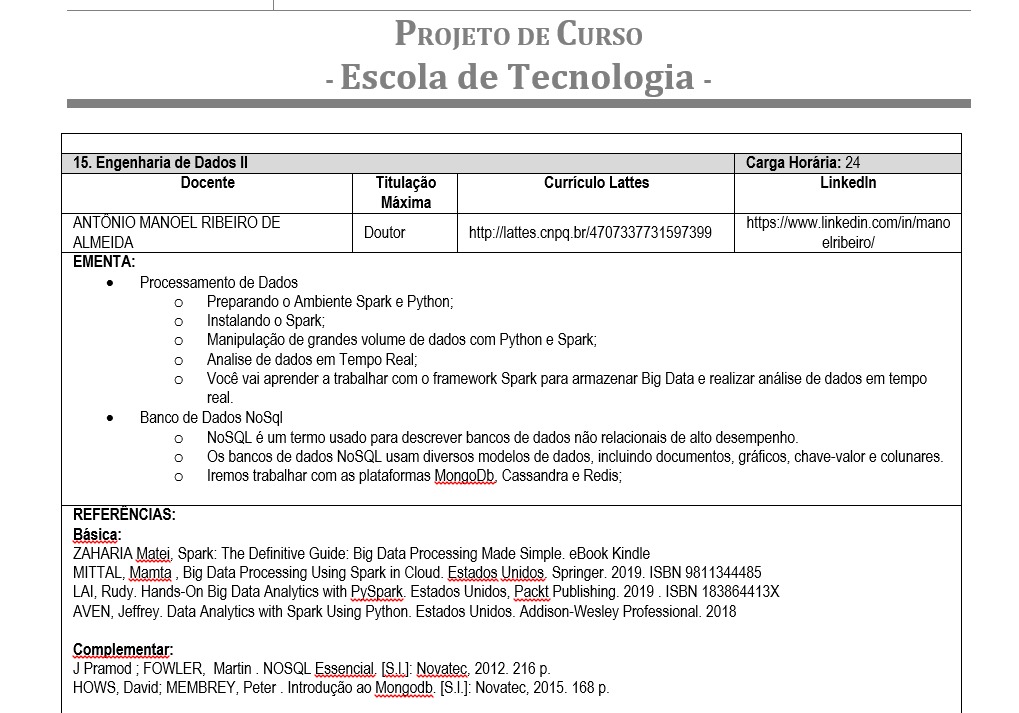 PROJETO DE CURSO
- Escola de Tecnologia -
15. Engenharia de Dados II Carga Horária: 24
Docente Titulação Máxima Currículo Lattes LinkedIn
ANTÔNIO MANOEL RIBEIRO DE ALMEIDA Doutor http://lattes.cnpq.br/4707337731597399 https://www.linkedin.com/in/manoelribeiro/
EMENTA:
• Processamento de Dados
o Preparando o Ambiente Spark e Python;
o Instalando o Spark;
o Manipulação de grandes volume de dados com Python e Spark;
o Analise de dados em Tempo Real;
o Você vai aprender a trabalhar com o framework Spark para armazenar Big Data e realizar análise de dados em tempo
real.
• Banco de Dados NoSql
o NoSQL é um termo usado para descrever bancos de dados não relacionais de alto desempenho.
o Os bancos de dados NoSQL usam diversos modelos de dados, incluindo documentos, gráficos, chave-valor e colunares.
o Iremos trabalhar com as plataformas MongoDb, Cassandra e Redis;
REFERÊNCIAS:
Básica:
ZAHARIA Matei, Spark: The Definitive Guide: Big Data Processing Made Simple. eBook Kindle
MITTAL, Mamta , Big Data Processing Using Spark in Cloud. Estados Unidos. Springer. 2019. ISBN 9811344485
LAI, Rudy. Hands-On Big Data Analytics with PySpark. Estados Unidos, Packt Publishing. 2019 . ISBN 183864413X
AVEN, Jeffrey. Data Analytics with Spark Using Python. Estados Unidos. Addison-Wesley Professional. 2018
Complementar:
J Pramod ; FOWLER, Martin . NOSQL Essencial. [S.l.]: Novatec, 2012. 216 p.
HOWS, David; MEMBREY, Peter . Introdução ao Mongodb. [S.l.]: Novatec, 2015. 168 p.